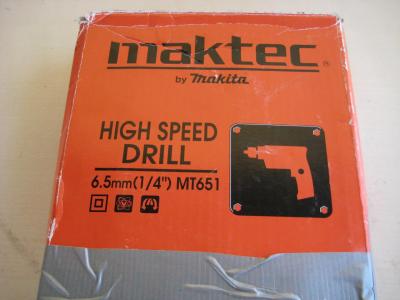 maktec®
by makita
HIGH SPEED
DRILL
6.5mm(1/4") MT651